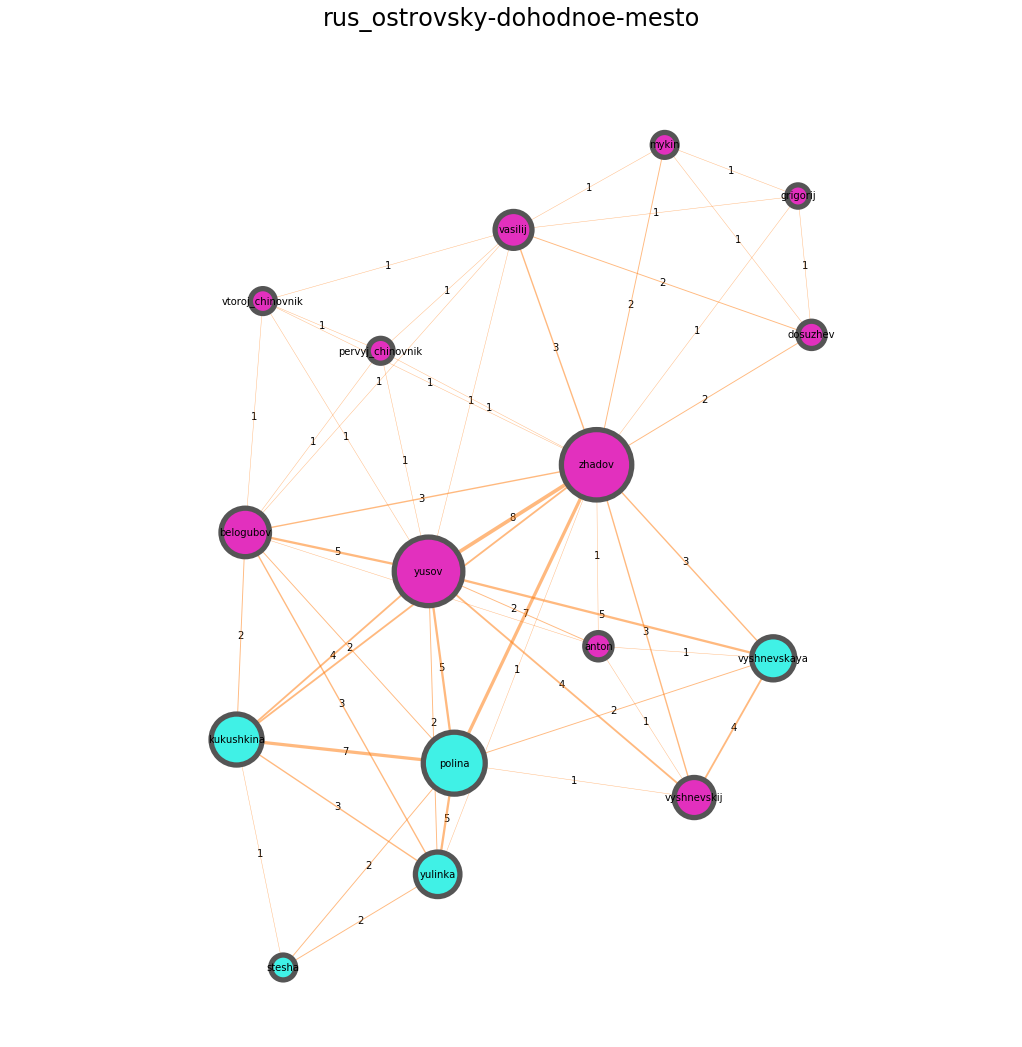 rus_ostrovsky-dohodnoe-mesto
mykin
1
1
grigorij
1
vasilij
1
1
1
2
1
2
vtoroj_chinovnik
1
1
dosuzhev
pervyj_chinovnik
3
1
1
1
2
1
1
1
1
1
1
zhadov
3
8
belogubov
5
1
yusov
3
2
5
7
2
3
anton
4
2
1
vyshnevskaya
1
5
4
3
2
1
2
4
kukushkina
7
polina
1
vyshnevskij
3
5
1
2
yulinka
2
stesha